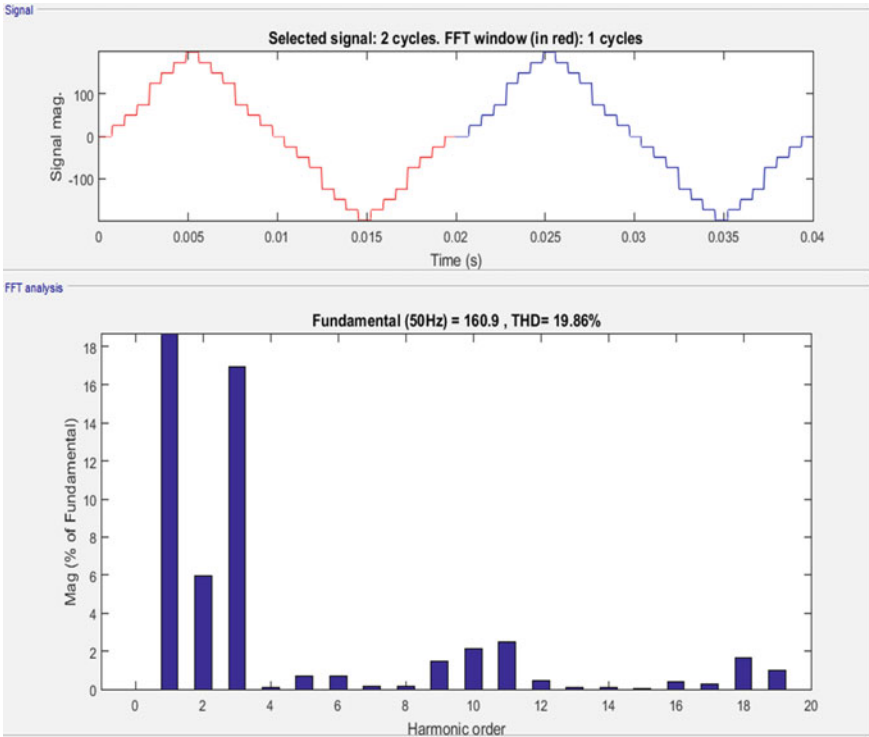 Signal
Selected signal: 2 cycles. FFT window (in red): 1 cycles
Signal mag.
100
0
-100
0 0.005 0.01 0.015 0.02 0.025 0.03 0.035 0.04
Time (s)
FFT analysis
Fundamental (50Hz) = 160.9 , THD= 19.86%
Mag (% of Fundamental)
18
16
14
12
10
8
6
4
2
0
0 2 4 6 8 10 12 14 16 18 20
Harmonic order